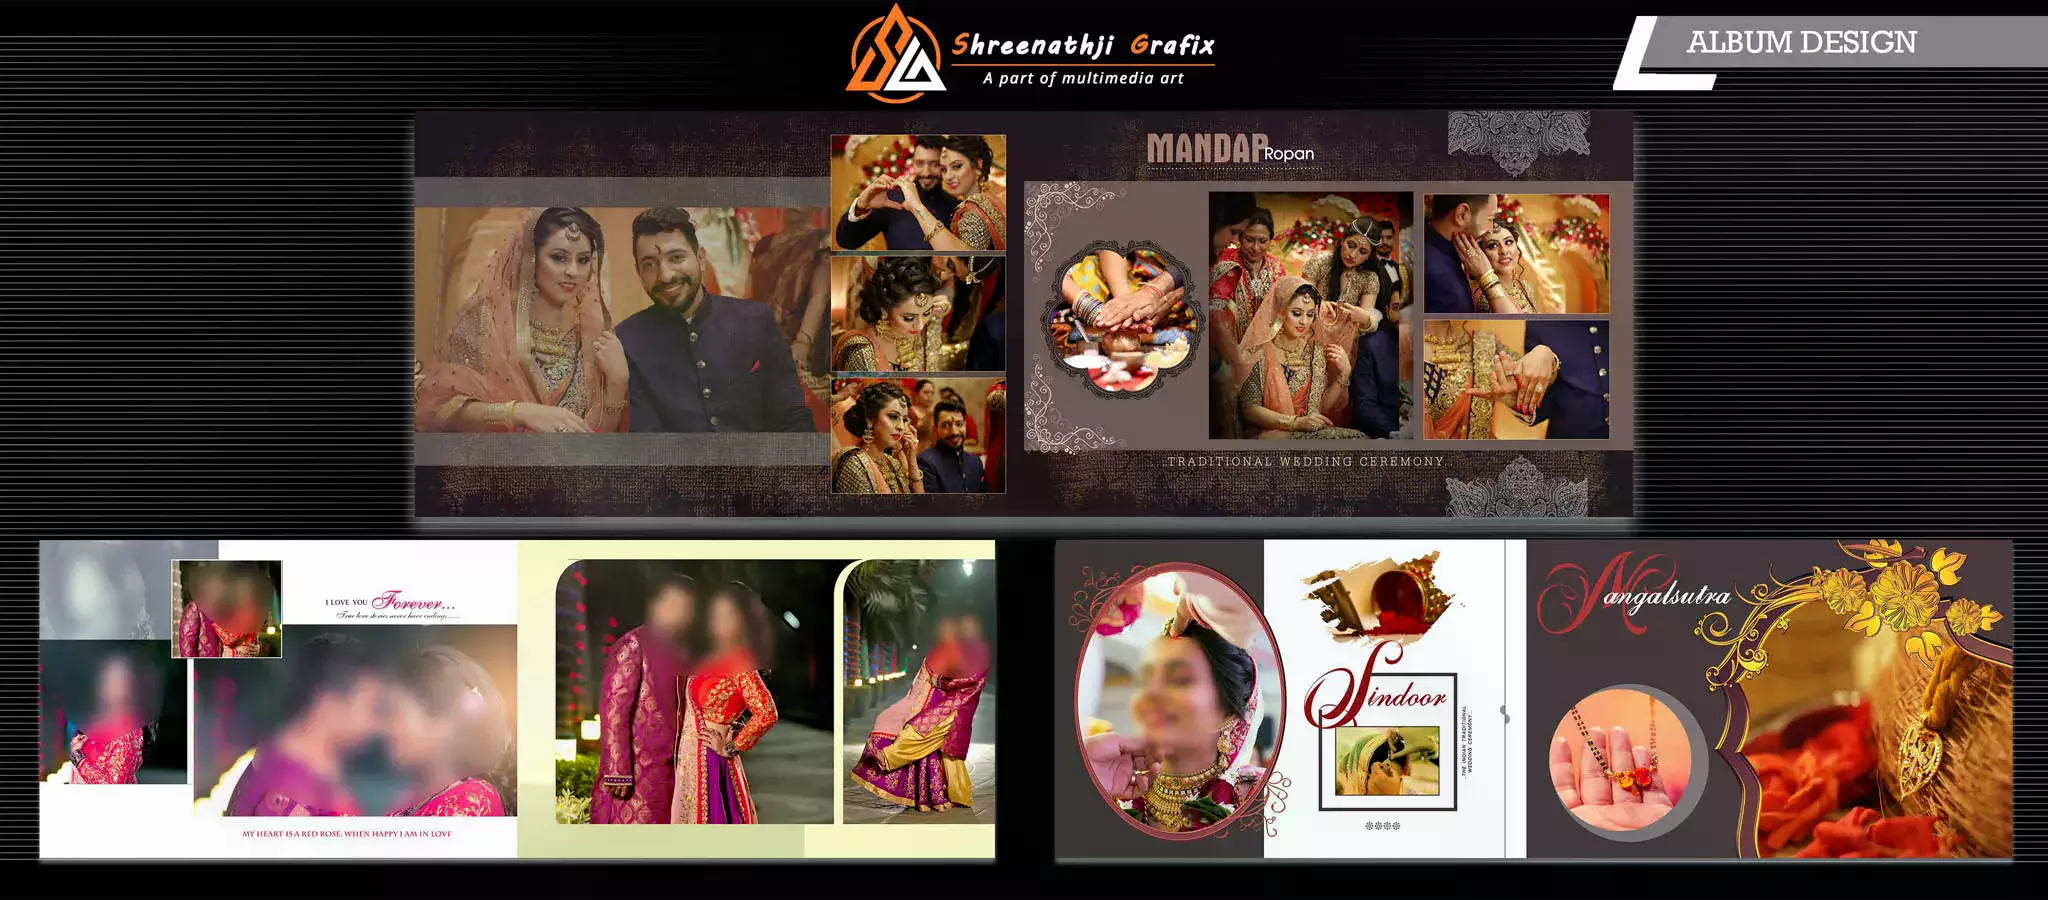 Shreenathji Grafix
A part of multimedia art
ALBUM DESIGN
MANDAP Ropan
...TRADITIONAL WEDDING CEREMONY...
I LOVE YOU Forever...
True love stories never have endings......
MY HEART IS A RED ROSE, WHEN HAPPY I AM IN LOVE
Sindoor
...THE INDIAN TRADITIONAL
WEDDING CEREMONY...
Mangalsutra